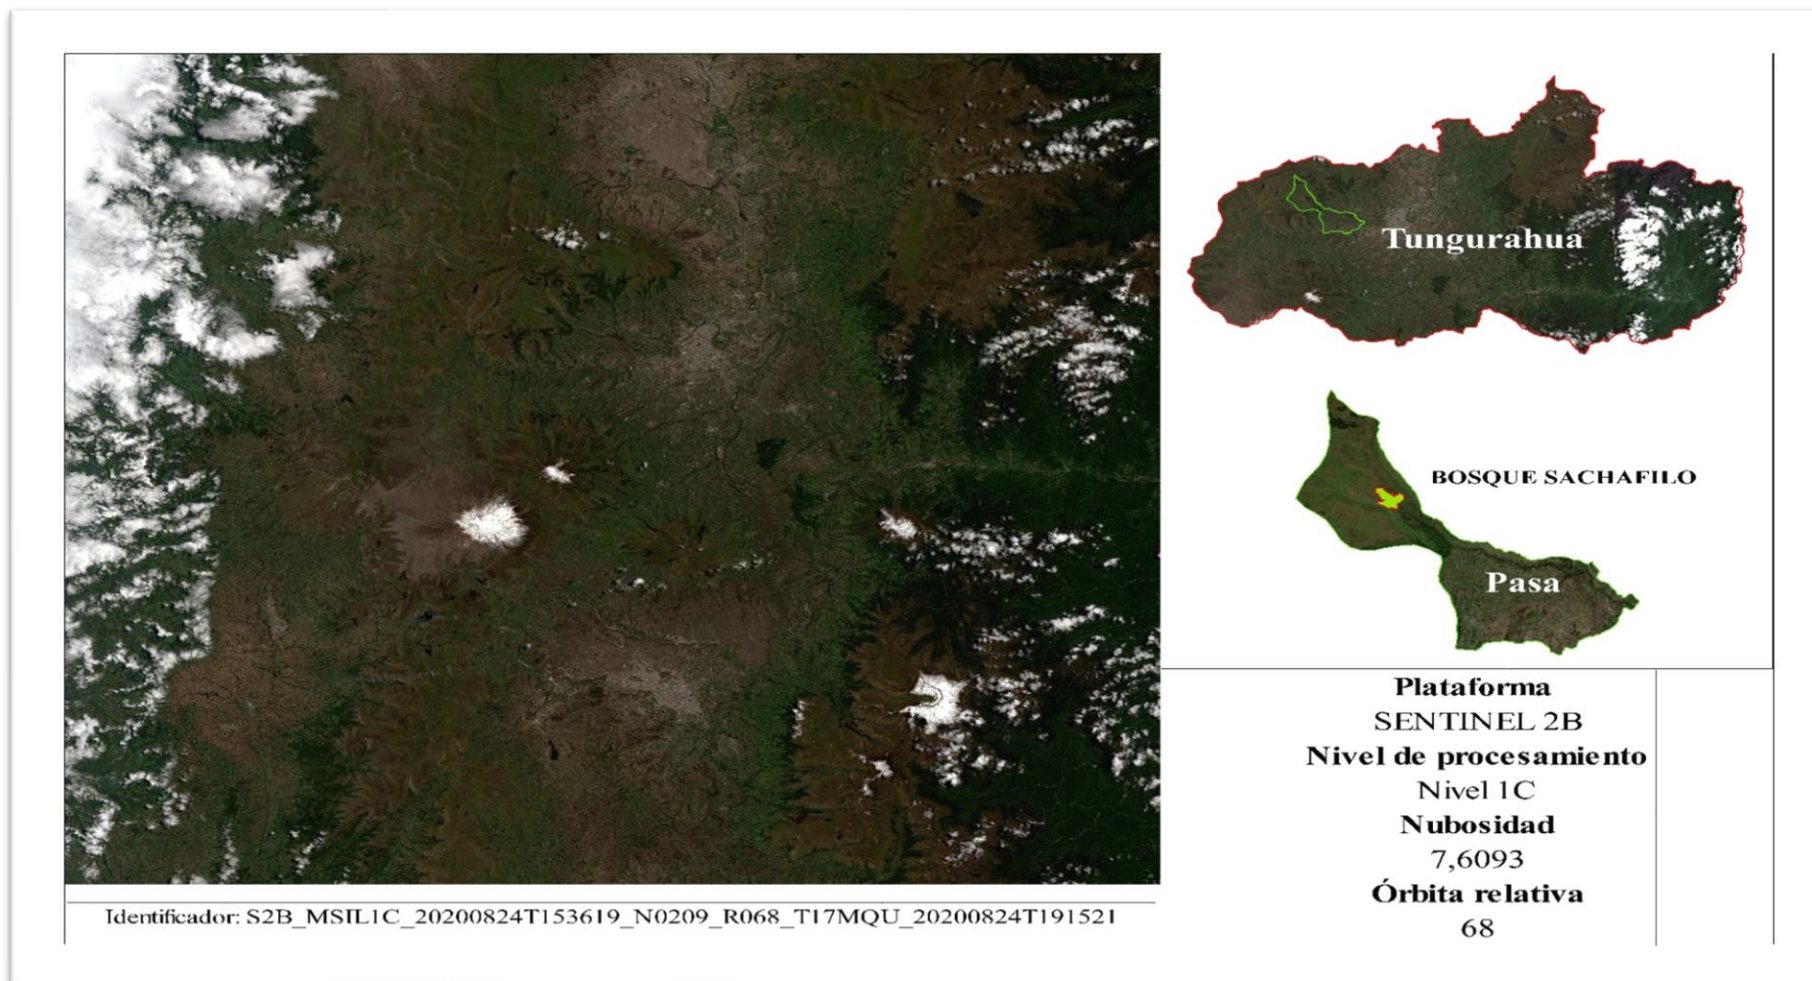 Tungurahua
BOSQUE SACHAFILO
Pasa
Plataforma
SENTINEL 2B
Nivel de procesamiento
Nivel 1C
Nubosidad
7,6093
Órbita relativa
68
Identificador: S2B_MSIL1C_20200824T153619_N0209_R068_T17MQU_20200824T191521